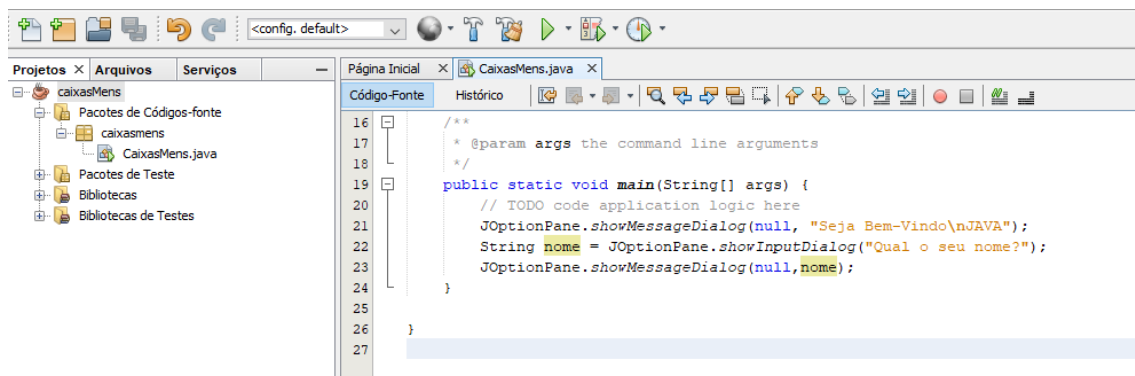 <config. default>
Projetos × Arquivos Serviços
caixasMens
Pacotes de Códigos-fonte
caixasmens
CaixasMens.java
Pacotes de Teste
Bibliotecas
Bibliotecas de Testes
Página Inicial × CaixasMens.java ×
Código-Fonte Histórico
16 /**
17 * @param args the command line arguments
18 */
19 public static void main(String[] args) {
20 // TODO code application logic here
21 JOptionPane.showMessageDialog(null, "Seja Bem-Vindo\nJAVA");
22 String nome = JOptionPane.showInputDialog("Qual o seu nome?");
23 JOptionPane.showMessageDialog(null,nome);
24 }
25
26 }
27